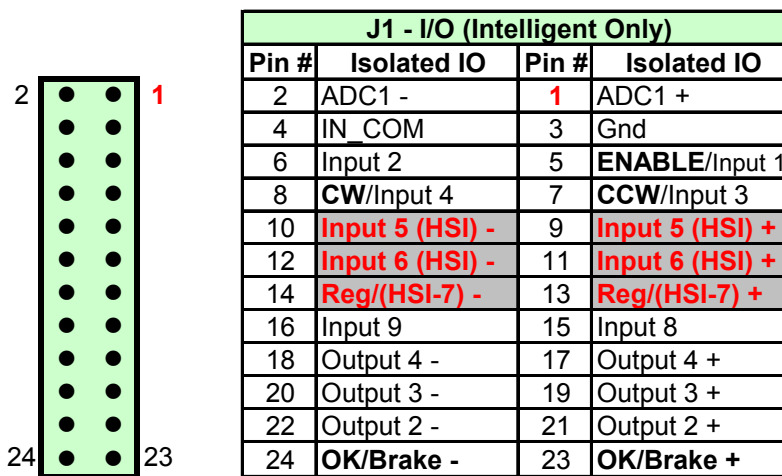 J1 - I/O (Intelligent Only)
Pin # Isolated IO Pin # Isolated IO
2 1 2 ADC1 - 1 ADC1 +
4 IN_COM 3 Gnd
6 Input 2 5 ENABLE/Input 1
8 CW/Input 4 7 CCW/Input 3
10 Input 5 (HSI) - 9 Input 5 (HSI) +
12 Input 6 (HSI) - 11 Input 6 (HSI) +
14 Reg/(HSI-7) - 13 Reg/(HSI-7) +
16 Input 9 15 Input 8
18 Output 4 - 17 Output 4 +
20 Output 3 - 19 Output 3 +
22 Output 2 - 21 Output 2 +
24 23 24 OK/Brake - 23 OK/Brake +